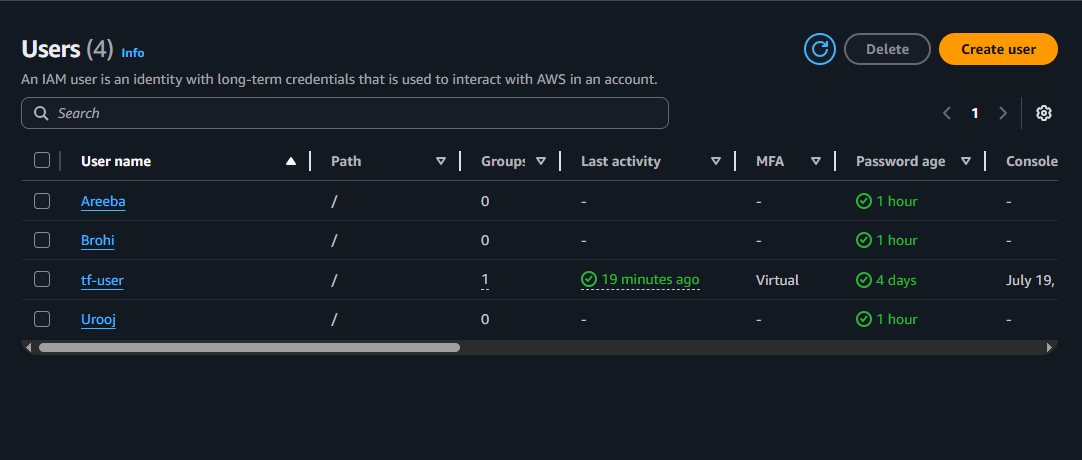 Users (4) Info
Delete
Create user
An IAM user is an identity with long-term credentials that is used to interact with AWS in an account.
Search
1
User name Path Groups Last activity MFA Password age Console
Areeba / 0 - - 1 hour -
Brohi / 0 - - 1 hour -
tf-user / 1 19 minutes ago Virtual 4 days July 19,
Urooj / 0 - - 1 hour -